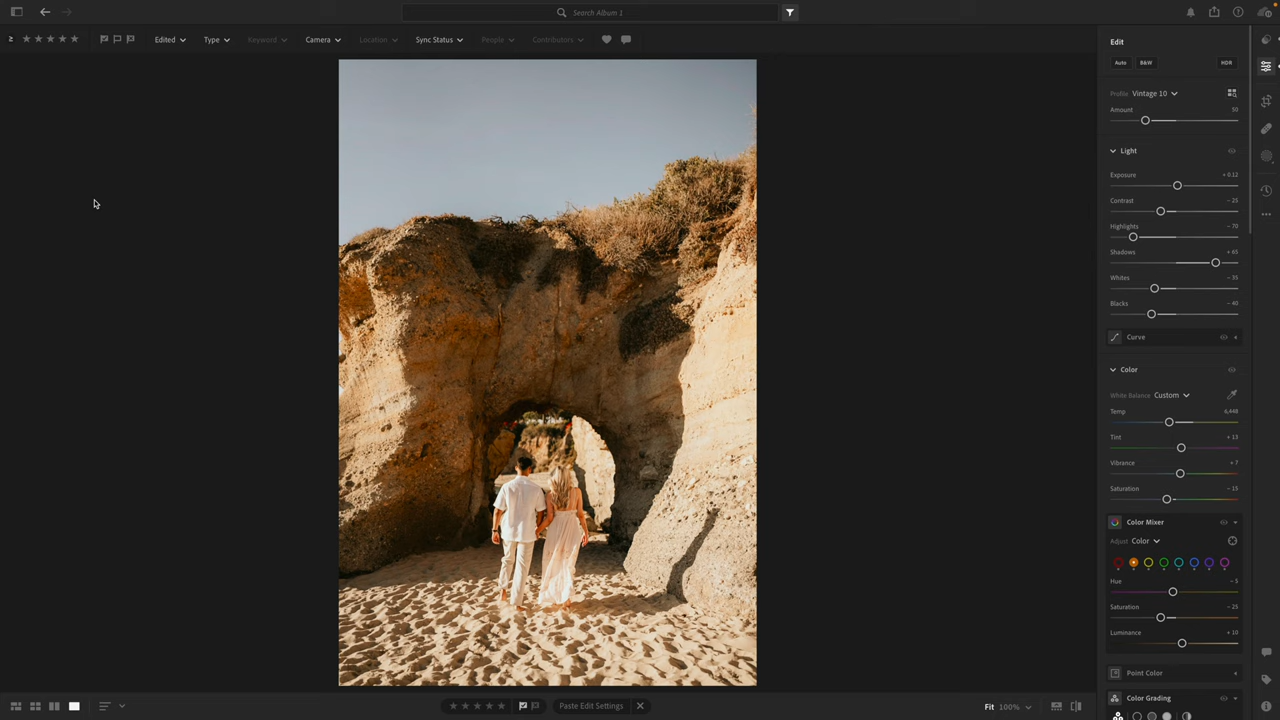 Search Album 1
≥ Edited Type Keyword Camera Location Sync Status People Contributors
Edit
Auto B&W HDR
Profile Vintage 10
Amount 50
Light
Exposure + 0.12
Contrast – 25
Highlights – 70
Shadows + 65
Whites – 35
Blacks – 40
Curve
Color
White Balance Custom
Temp 6,448
Tint + 13
Vibrance + 7
Saturation – 15
Color Mixer
Adjust Color
Hue – 5
Saturation – 25
Luminance + 10
Point Color
Color Grading
Paste Edit Settings
Fit 100%